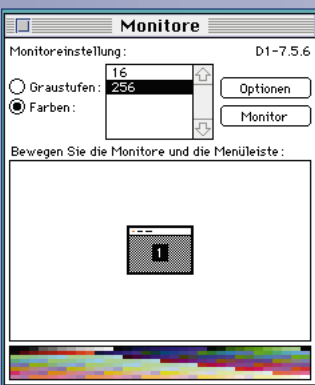 Monitore
Monitoreinstellung: D1-7.5.6
16
Graustufen: 256 Optionen
Farben:
Monitor
Bewegen Sie die Monitore und die Menüleiste:
1